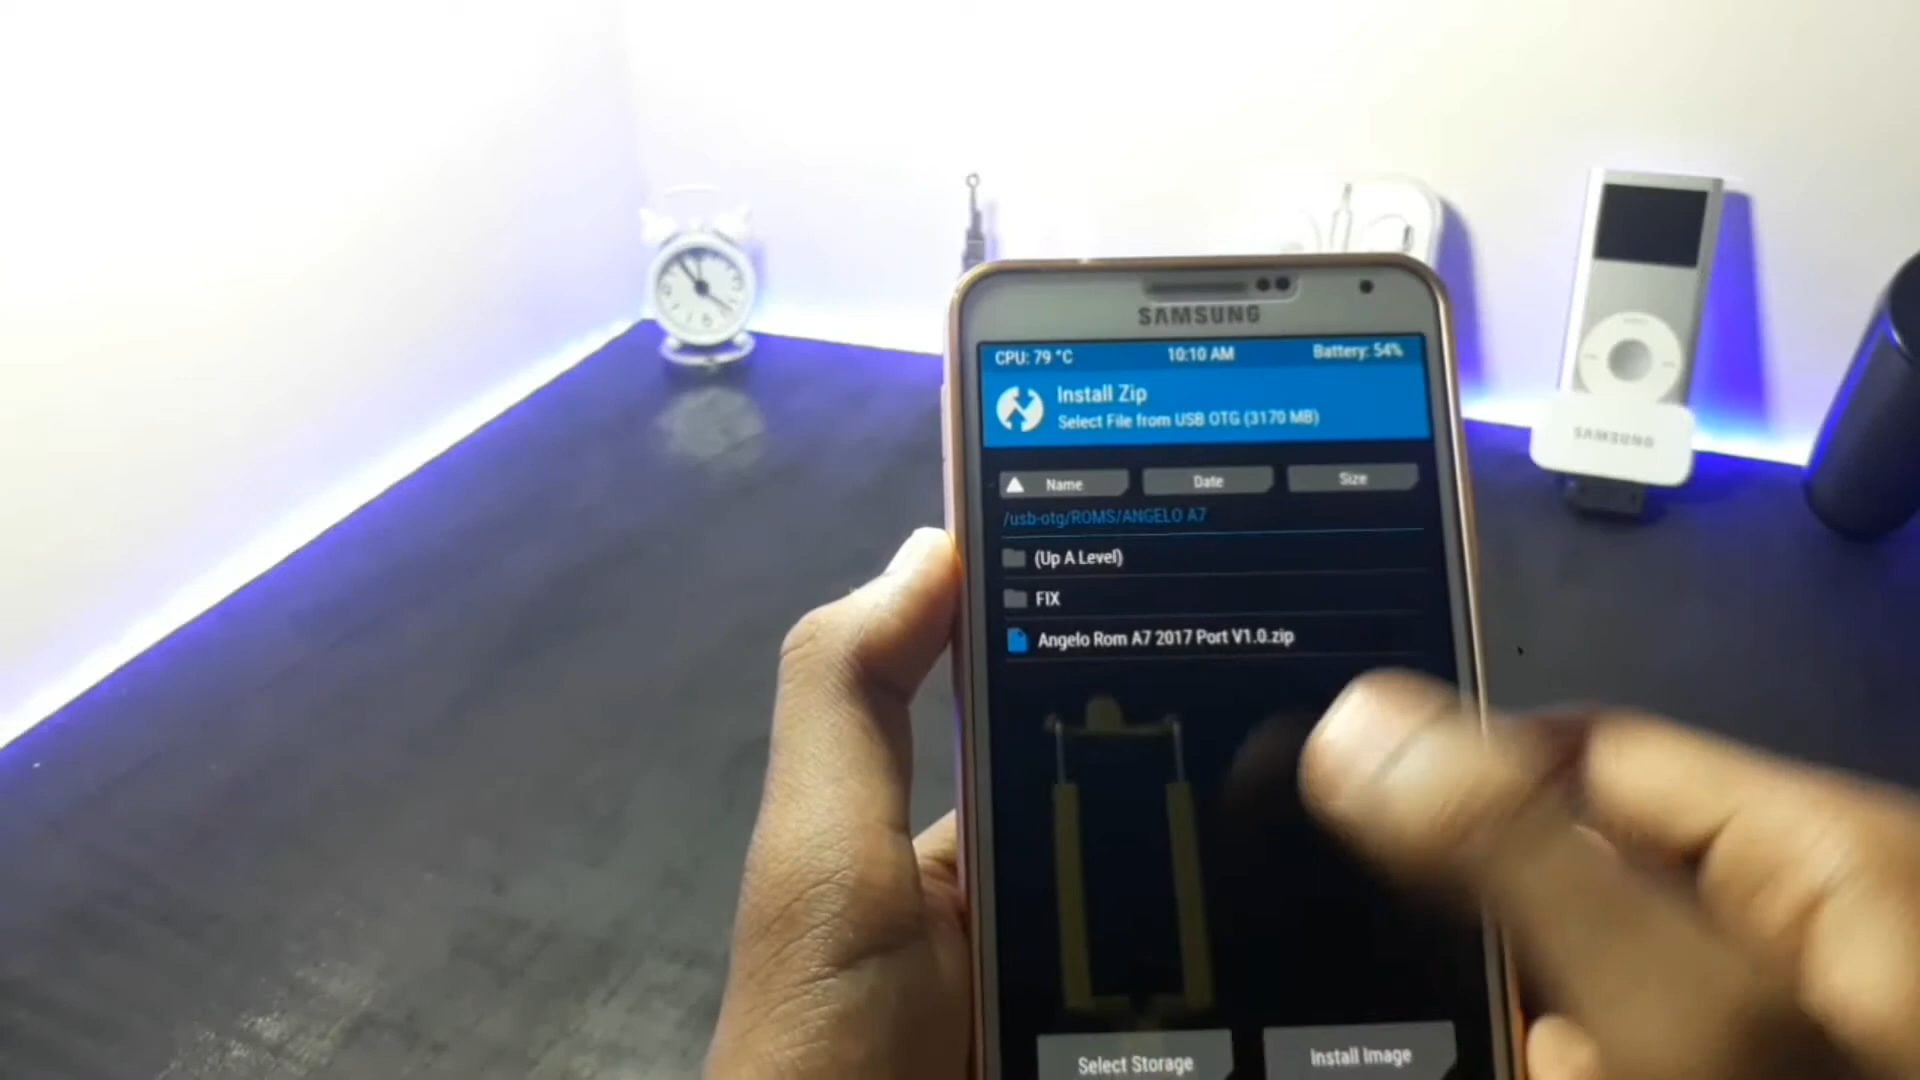 SAMSUNG
CPU: 79 °C 10:10 AM Battery: 54%
Install Zip
Select File from USB OTG (3170 MB)
Name Date Size
/usb-otg/ROMS/ANGELO A7
(Up A Level)
FIX
Angelo Rom A7 2017 Port V1.0.zip
Select Storage Install Image
SAMSUNG